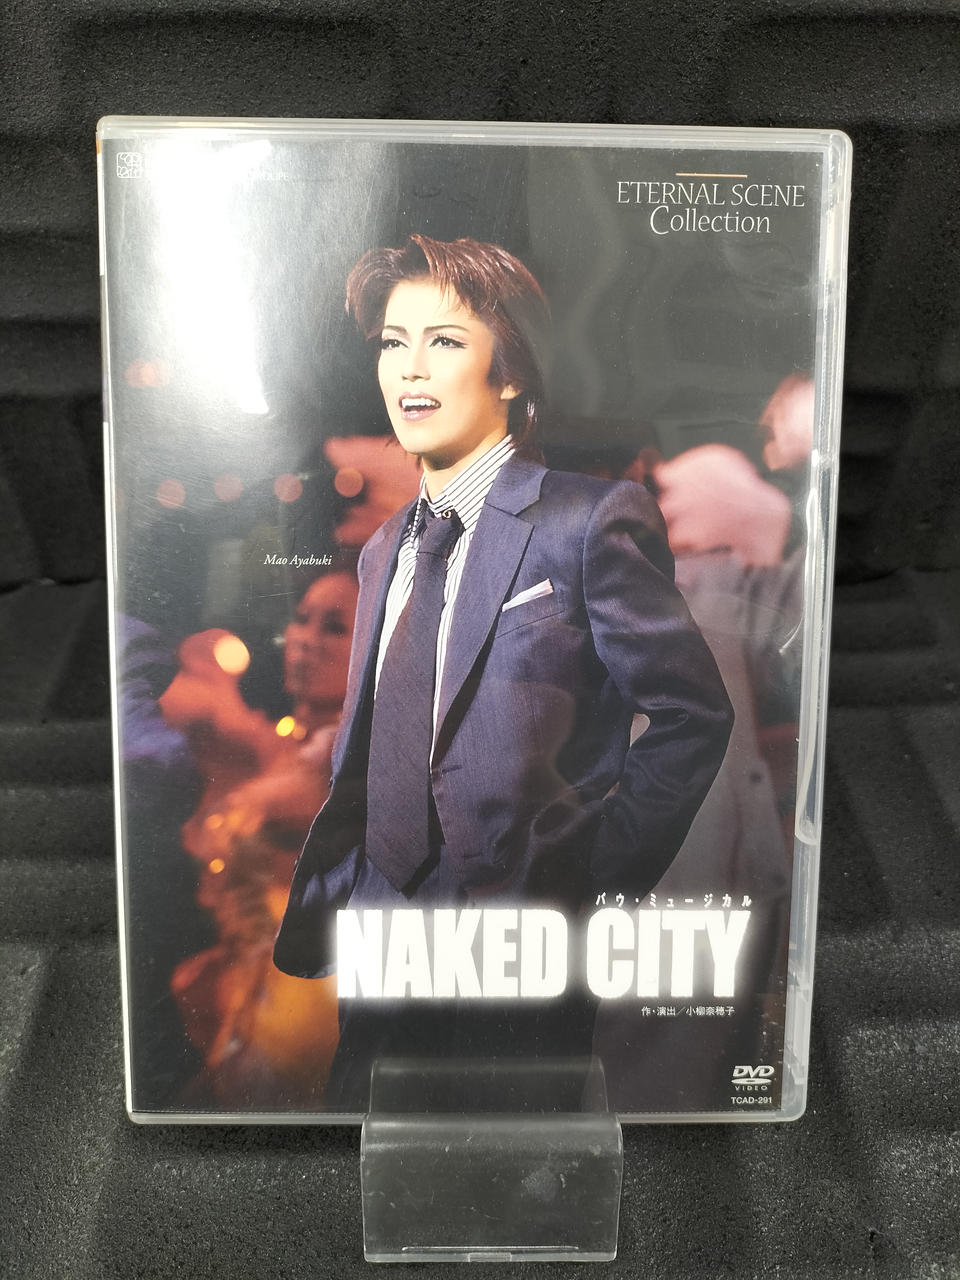 ETERNAL SCENE
Collection
Mao Ayabuki
バウ・ミュージカル
NAKED CITY
作・演出／小柳奈穂子
DVD
VIDEO
TCAD-291